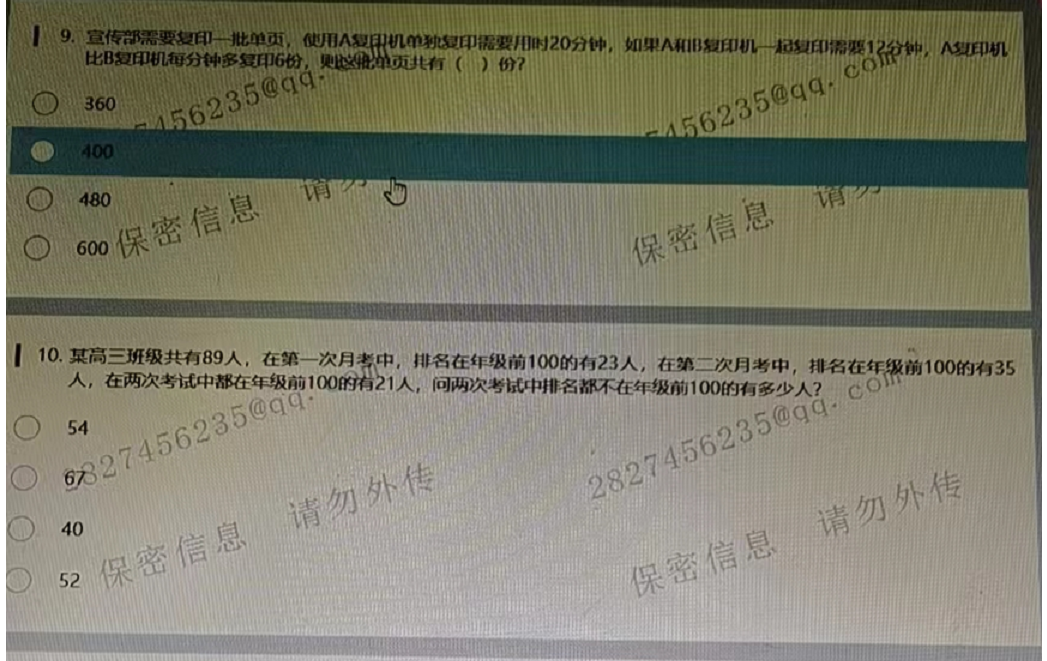 9. 宣传部需要复印一批单页，使用A复印机单独复印需要用时20分钟，如果A和B复印机一起复印需要12分钟，A复印机
比B复印机每分钟多复印6份，则这批单页共有（ ）份？
360
400
480
600
456235@qq.
456235@qq.com
保密信息 请勿
保密信息 请勿
10. 某高三班级共有89人，在第一次月考中，排名在年级前100的有23人，在第二次月考中，排名在年级前100的有35
人，在两次考试中都在年级前100的有21人，问两次考试中排名都不在年级前100的有多少人？
54
67
40
52
2827456235@qq.com
2827456235@qq.com
保密信息 请勿外传
保密信息 请勿外传